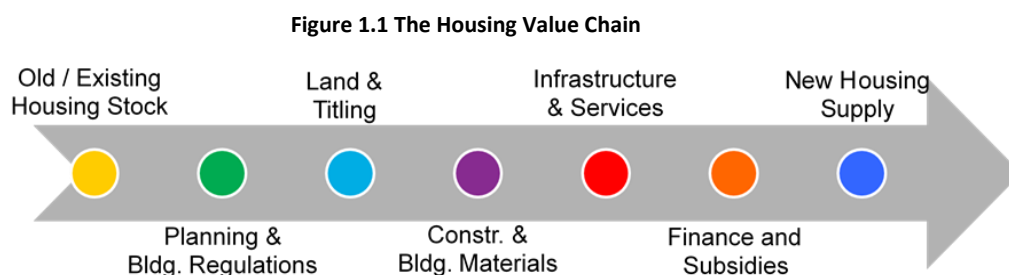 Figure 1.1 The Housing Value Chain
Old / Existing
Housing Stock
Planning &
Bldg. Regulations
Land &
Titling
Constr. &
Bldg. Materials
Infrastructure
& Services
Finance and
Subsidies
New Housing
Supply